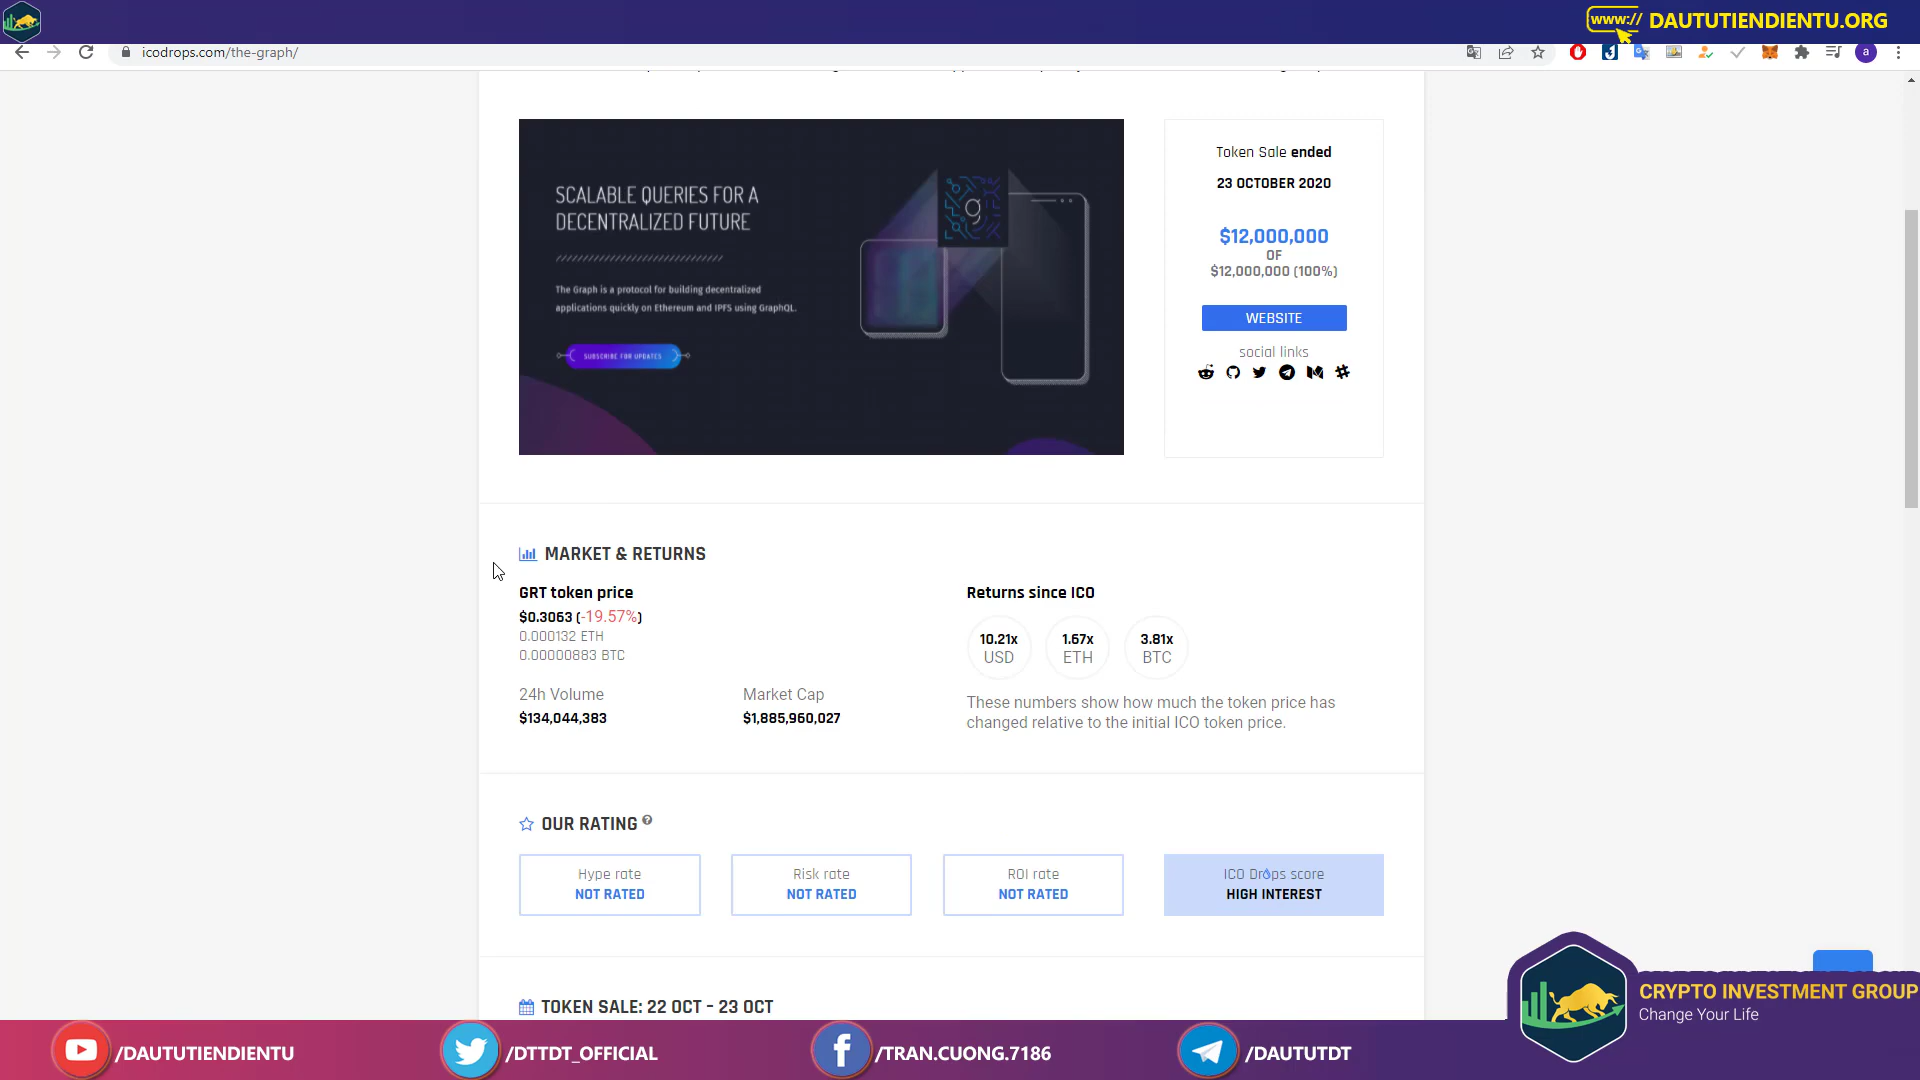 www:// DAUTUTIENDIENTU.ORG
icodrops.com/the-graph/
a
SCALABLE QUERIES FOR A
DECENTRALIZED FUTURE
The Graph is a protocol for building decentralized
applications quickly on Ethereum and IPFS using GraphQL.
SUBSCRIBE FOR UPDATES
g
Token Sale ended
23 OCTOBER 2020
$12,000,000
OF
$12,000,000 (100%)
WEBSITE
social links
MARKET & RETURNS
GRT token price
$0.3063 (-19.57%)
0.000132 ETH
0.00000883 BTC
24h Volume
$134,044,383
Market Cap
$1,885,960,027
Returns since ICO
10.21x
USD
1.67x
ETH
3.81x
BTC
These numbers show how much the token price has
changed relative to the initial ICO token price.
OUR RATING ?
Hype rate
NOT RATED
Risk rate
NOT RATED
ROI rate
NOT RATED
ICO Drops score
HIGH INTEREST
TOKEN SALE: 22 OCT – 23 OCT
CRYPTO INVESTMENT GROUP
Change Your Life
/DAUTUTIENDIENTU
/DTTDT_OFFICIAL
/TRAN.CUONG.7186
/DAUTUTDT